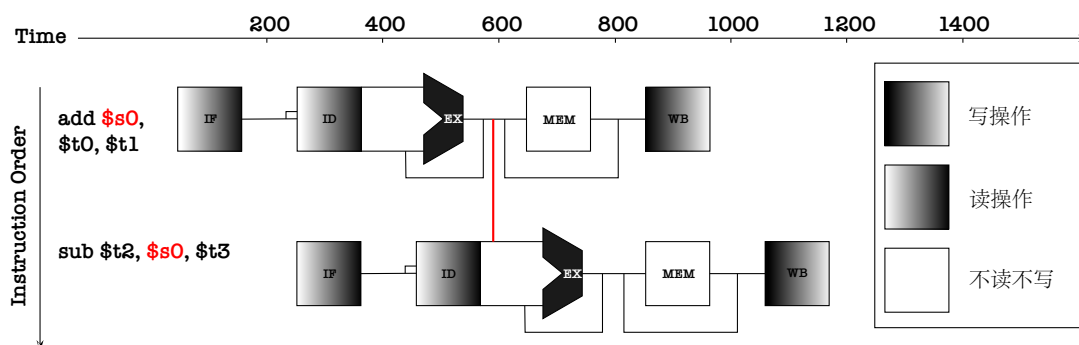 200 400 600 800 1000 1200 1400
Time
Instruction Order
add $s0,
$t0, $t1
IF ID EX MEM WB
sub $t2, $s0, $t3
IF ID EX MEM WB
写操作
读操作
不读不写